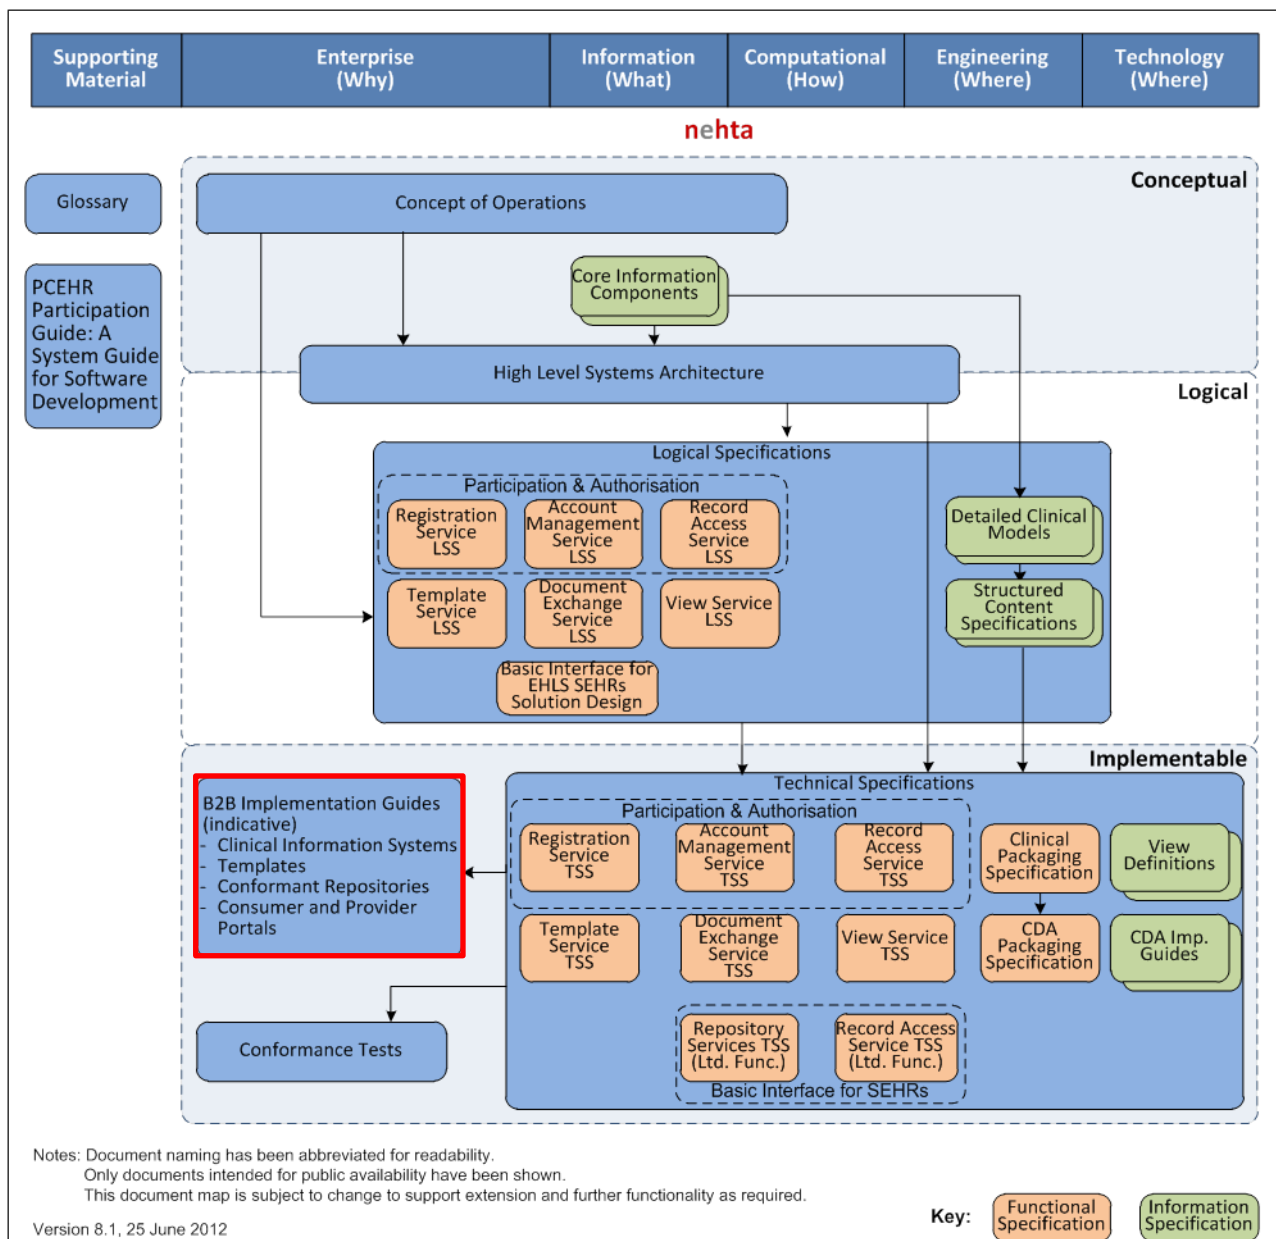 Supporting
Material
Enterprise
(Why)
Information
(What)
Computational
(How)
Engineering
(Where)
Technology
(Where)
nehta
Conceptual
Glossary
Concept of Operations
PCEHR
Participation
Guide: A
System Guide
for Software
Development
Core Information
Components
High Level Systems Architecture
Logical
Logical Specifications
Participation & Authorisation
Registration
Service
LSS
Account
Management
Service
LSS
Record
Access
Service
LSS
Detailed Clinical
Models
Template
Service
LSS
Document
Exchange
Service
LSS
View Service
LSS
Structured
Content
Specifications
Basic Interface for
EHLS SEHRs
Solution Design
Implementable
B2B Implementation Guides
(indicative)
- Clinical Information Systems
- Templates
- Conformant Repositories
- Consumer and Provider
Portals
Technical Specifications
Participation & Authorisation
Registration
Service
TSS
Account
Management
Service
TSS
Record
Access
Service
TSS
Clinical
Packaging
Specification
View
Definitions
Template
Service
TSS
Document
Exchange
Service
TSS
View Service
TSS
CDA
Packaging
Specification
CDA Imp.
Guides
Conformance Tests
Repository
Services TSS
(Ltd. Func.)
Record Access
Service TSS
(Ltd. Func.)
Basic Interface for SEHRs
Notes: Document naming has been abbreviated for readability.
Only documents intended for public availability have been shown.
This document map is subject to change to support extension and further functionality as required.
Version 8.1, 25 June 2012
Key:
Functional
Specification
Information
Specification